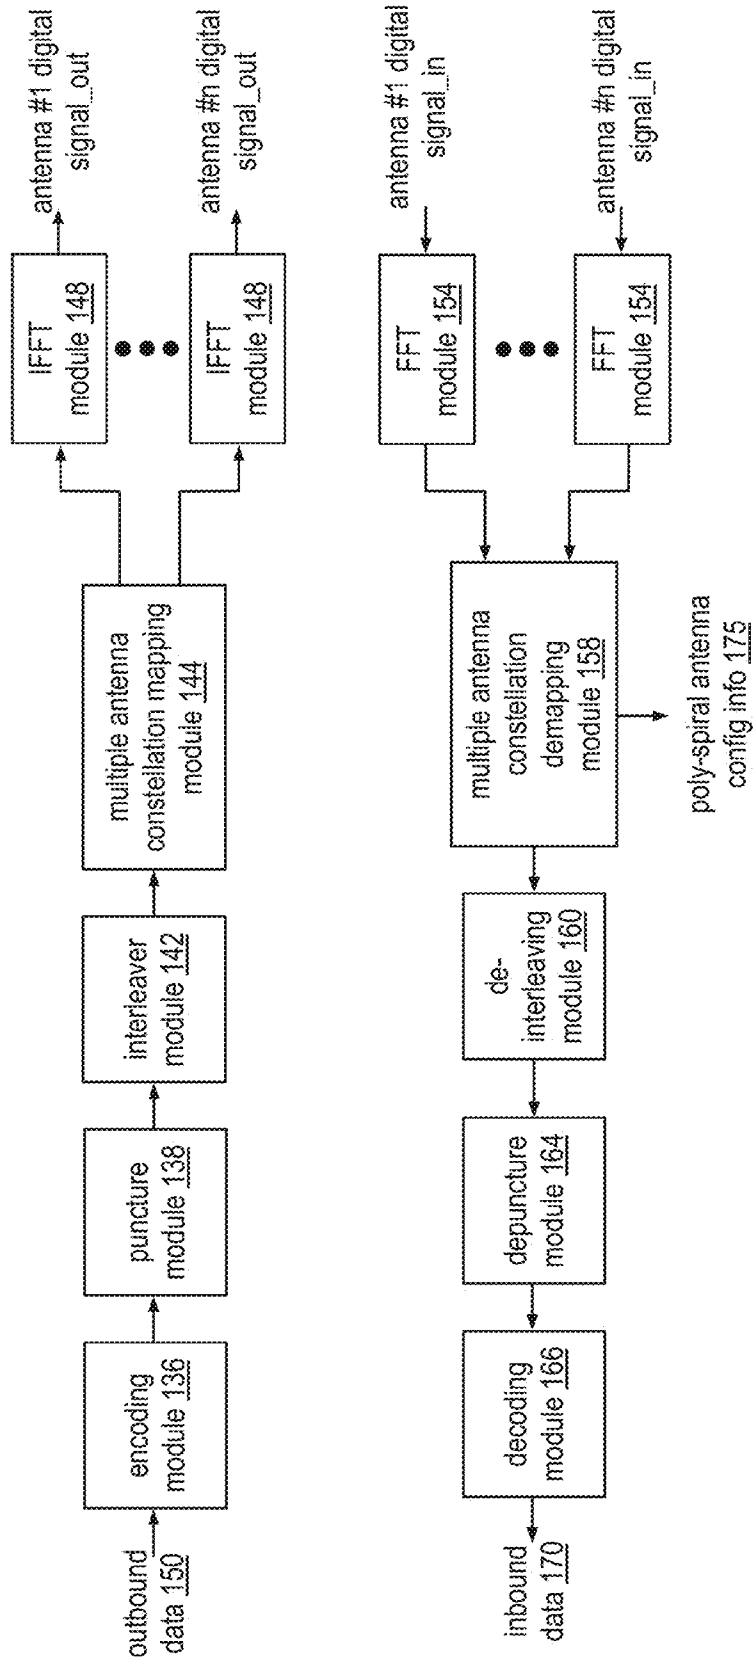 outbound
data 150
encoding
module 136
puncture
module 138
interleaver
module 142
multiple antenna
constellation mapping
module 144
IFFT
module 148
antenna #1 digital
signal_out
IFFT
module 148
antenna #n digital
signal_out
antenna #1 digital
signal_in
FFT
module 154
antenna #n digital
signal_in
FFT
module 154
multiple antenna
constellation
demapping
module 158
poly-spiral antenna
config info 175
de-
interleaving
module 160
depuncture
module 164
decoding
module 166
inbound
data 170